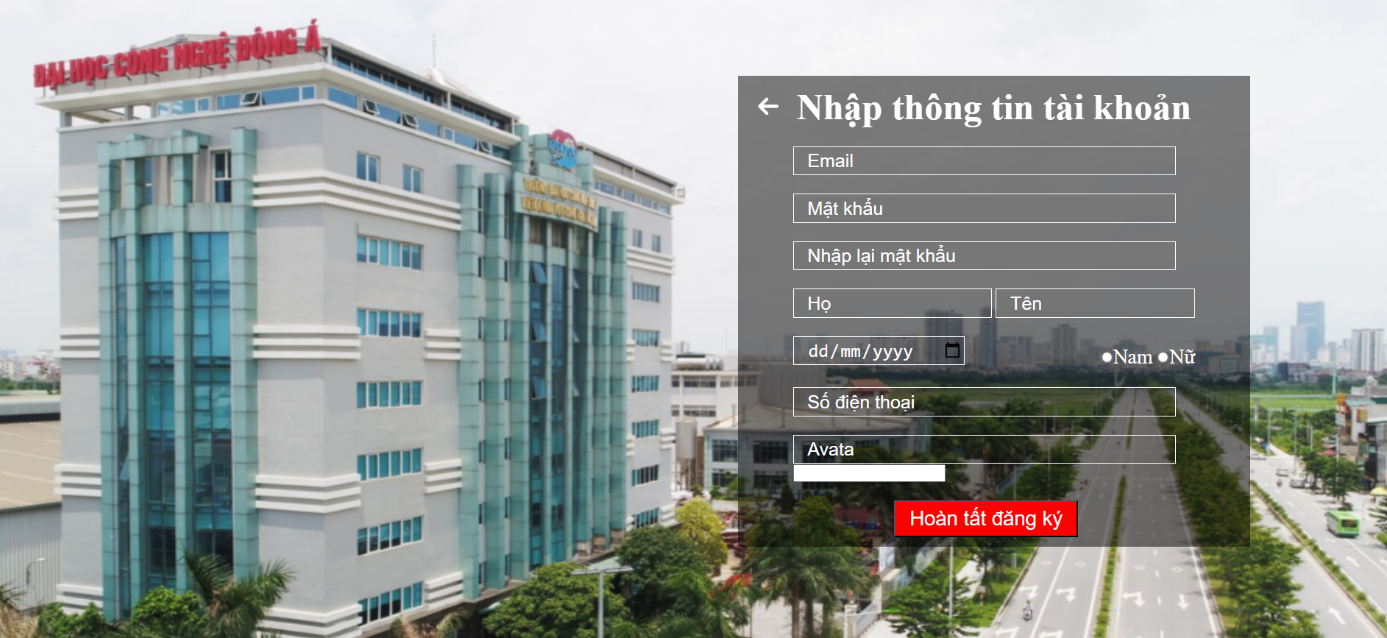 ĐẠI HỌC CÔNG NGHỆ ĐÔNG Á
Nhập thông tin tài khoản
Email
Mật khẩu
Nhập lại mật khẩu
Họ Tên
dd/mm/yyyy Nam Nữ
Số điện thoại
Avata
Hoàn tất đăng ký